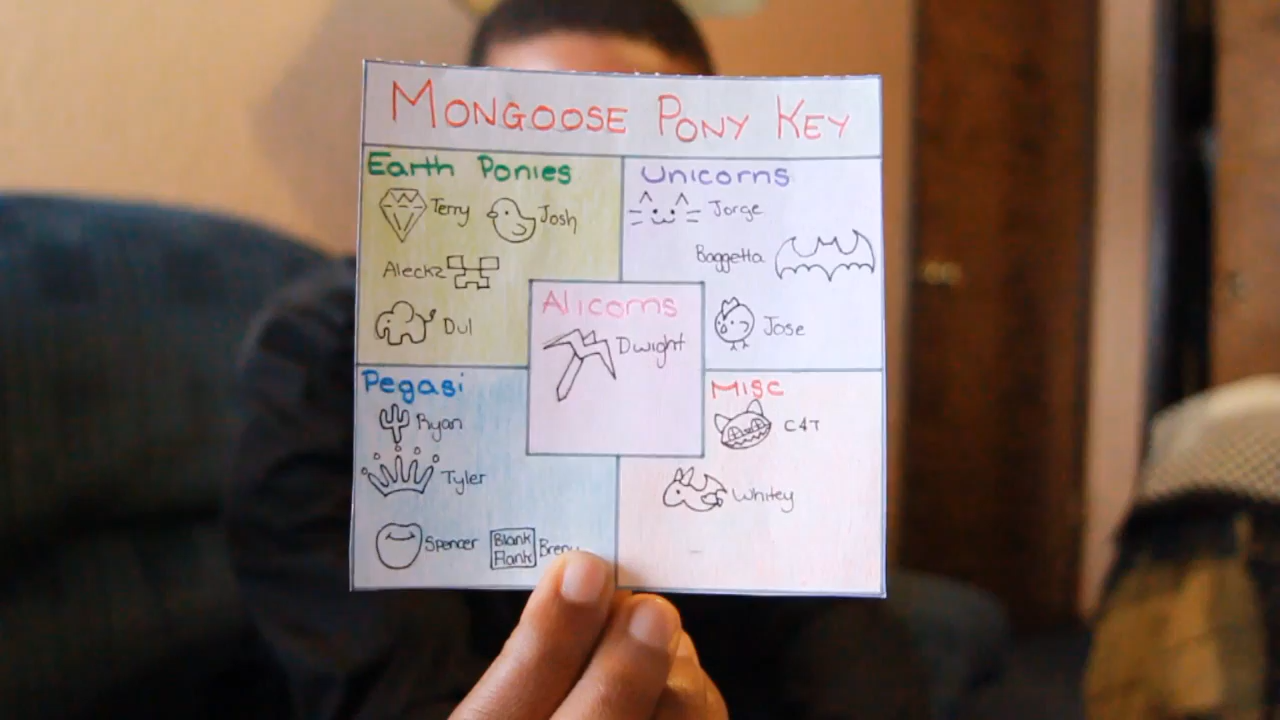 MONGOOSE PONY KEY
Earth Ponies
Terry
Josh
Aleckz
Dul
Unicorns
Jorge
Baggetta
Jose
Alicorns
Dwight
Pegasi
Ryan
Tyler
Spencer
Blank
Flank
Misc
C4T
Whitey